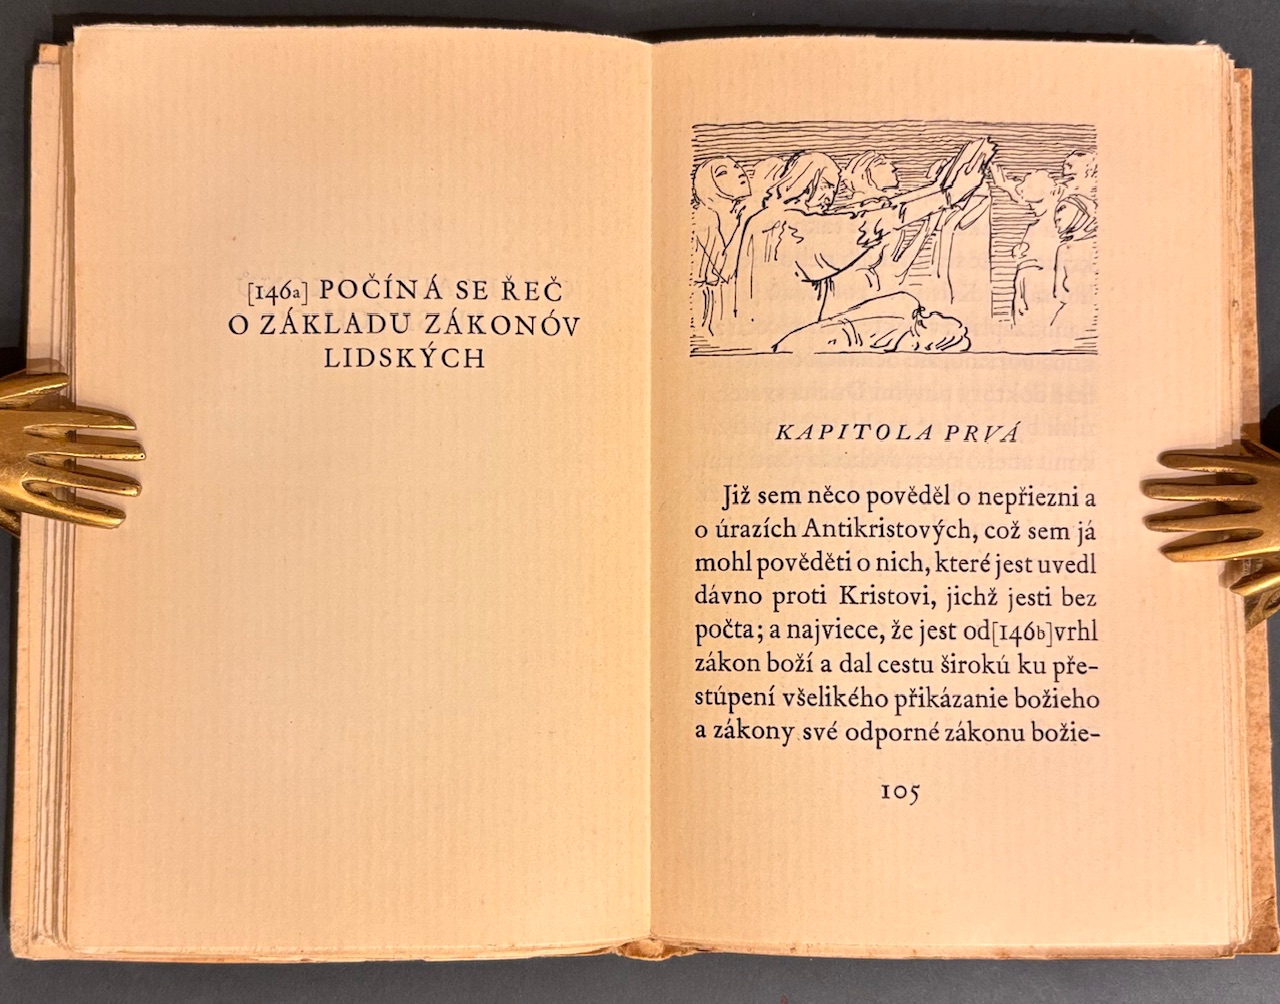 [146a] POČÍNÁ SE ŘEČ
O ZÁKLADU ZÁKONÓV
LIDSKÝCH
KAPITOLA PRVÁ
Již sem něco pověděl o nepřiezni a
o úrazích Antikristových, což sem já
mohl pověděti o nich, které jest uvedl
dávno proti Kristovi, jichž jesti bez
počta; a najviece, že jest od[146b]vrhl
zákon boží a dal cestu širokú ku pře-
stúpení všelikého přikázanie božieho
a zákony své odporné zákonu božie-
105